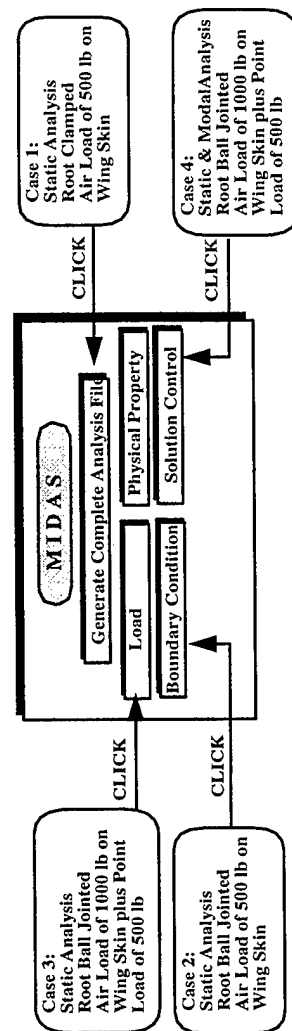 Case 1:
Static Analysis
Root Clamped
Air Load of 500 lb on
Wing Skin
CLICK
Case 4:
Static & ModalAnalysis
Root Ball Jointed
Air Load of 1000 lb on
Wing Skin plus Point
Load of 500 lb
CLICK
MIDAS
Generate Complete Analysis File
Load
Physical Property
Boundary Condition
Solution Control
CLICK
Case 3:
Static Analysis
Root Ball Jointed
Air Load of 1000 lb on
Wing Skin plus Point
Load of 500 lb
CLICK
Case 2:
Static Analysis
Root Ball Jointed
Air Load of 500 lb on
Wing Skin